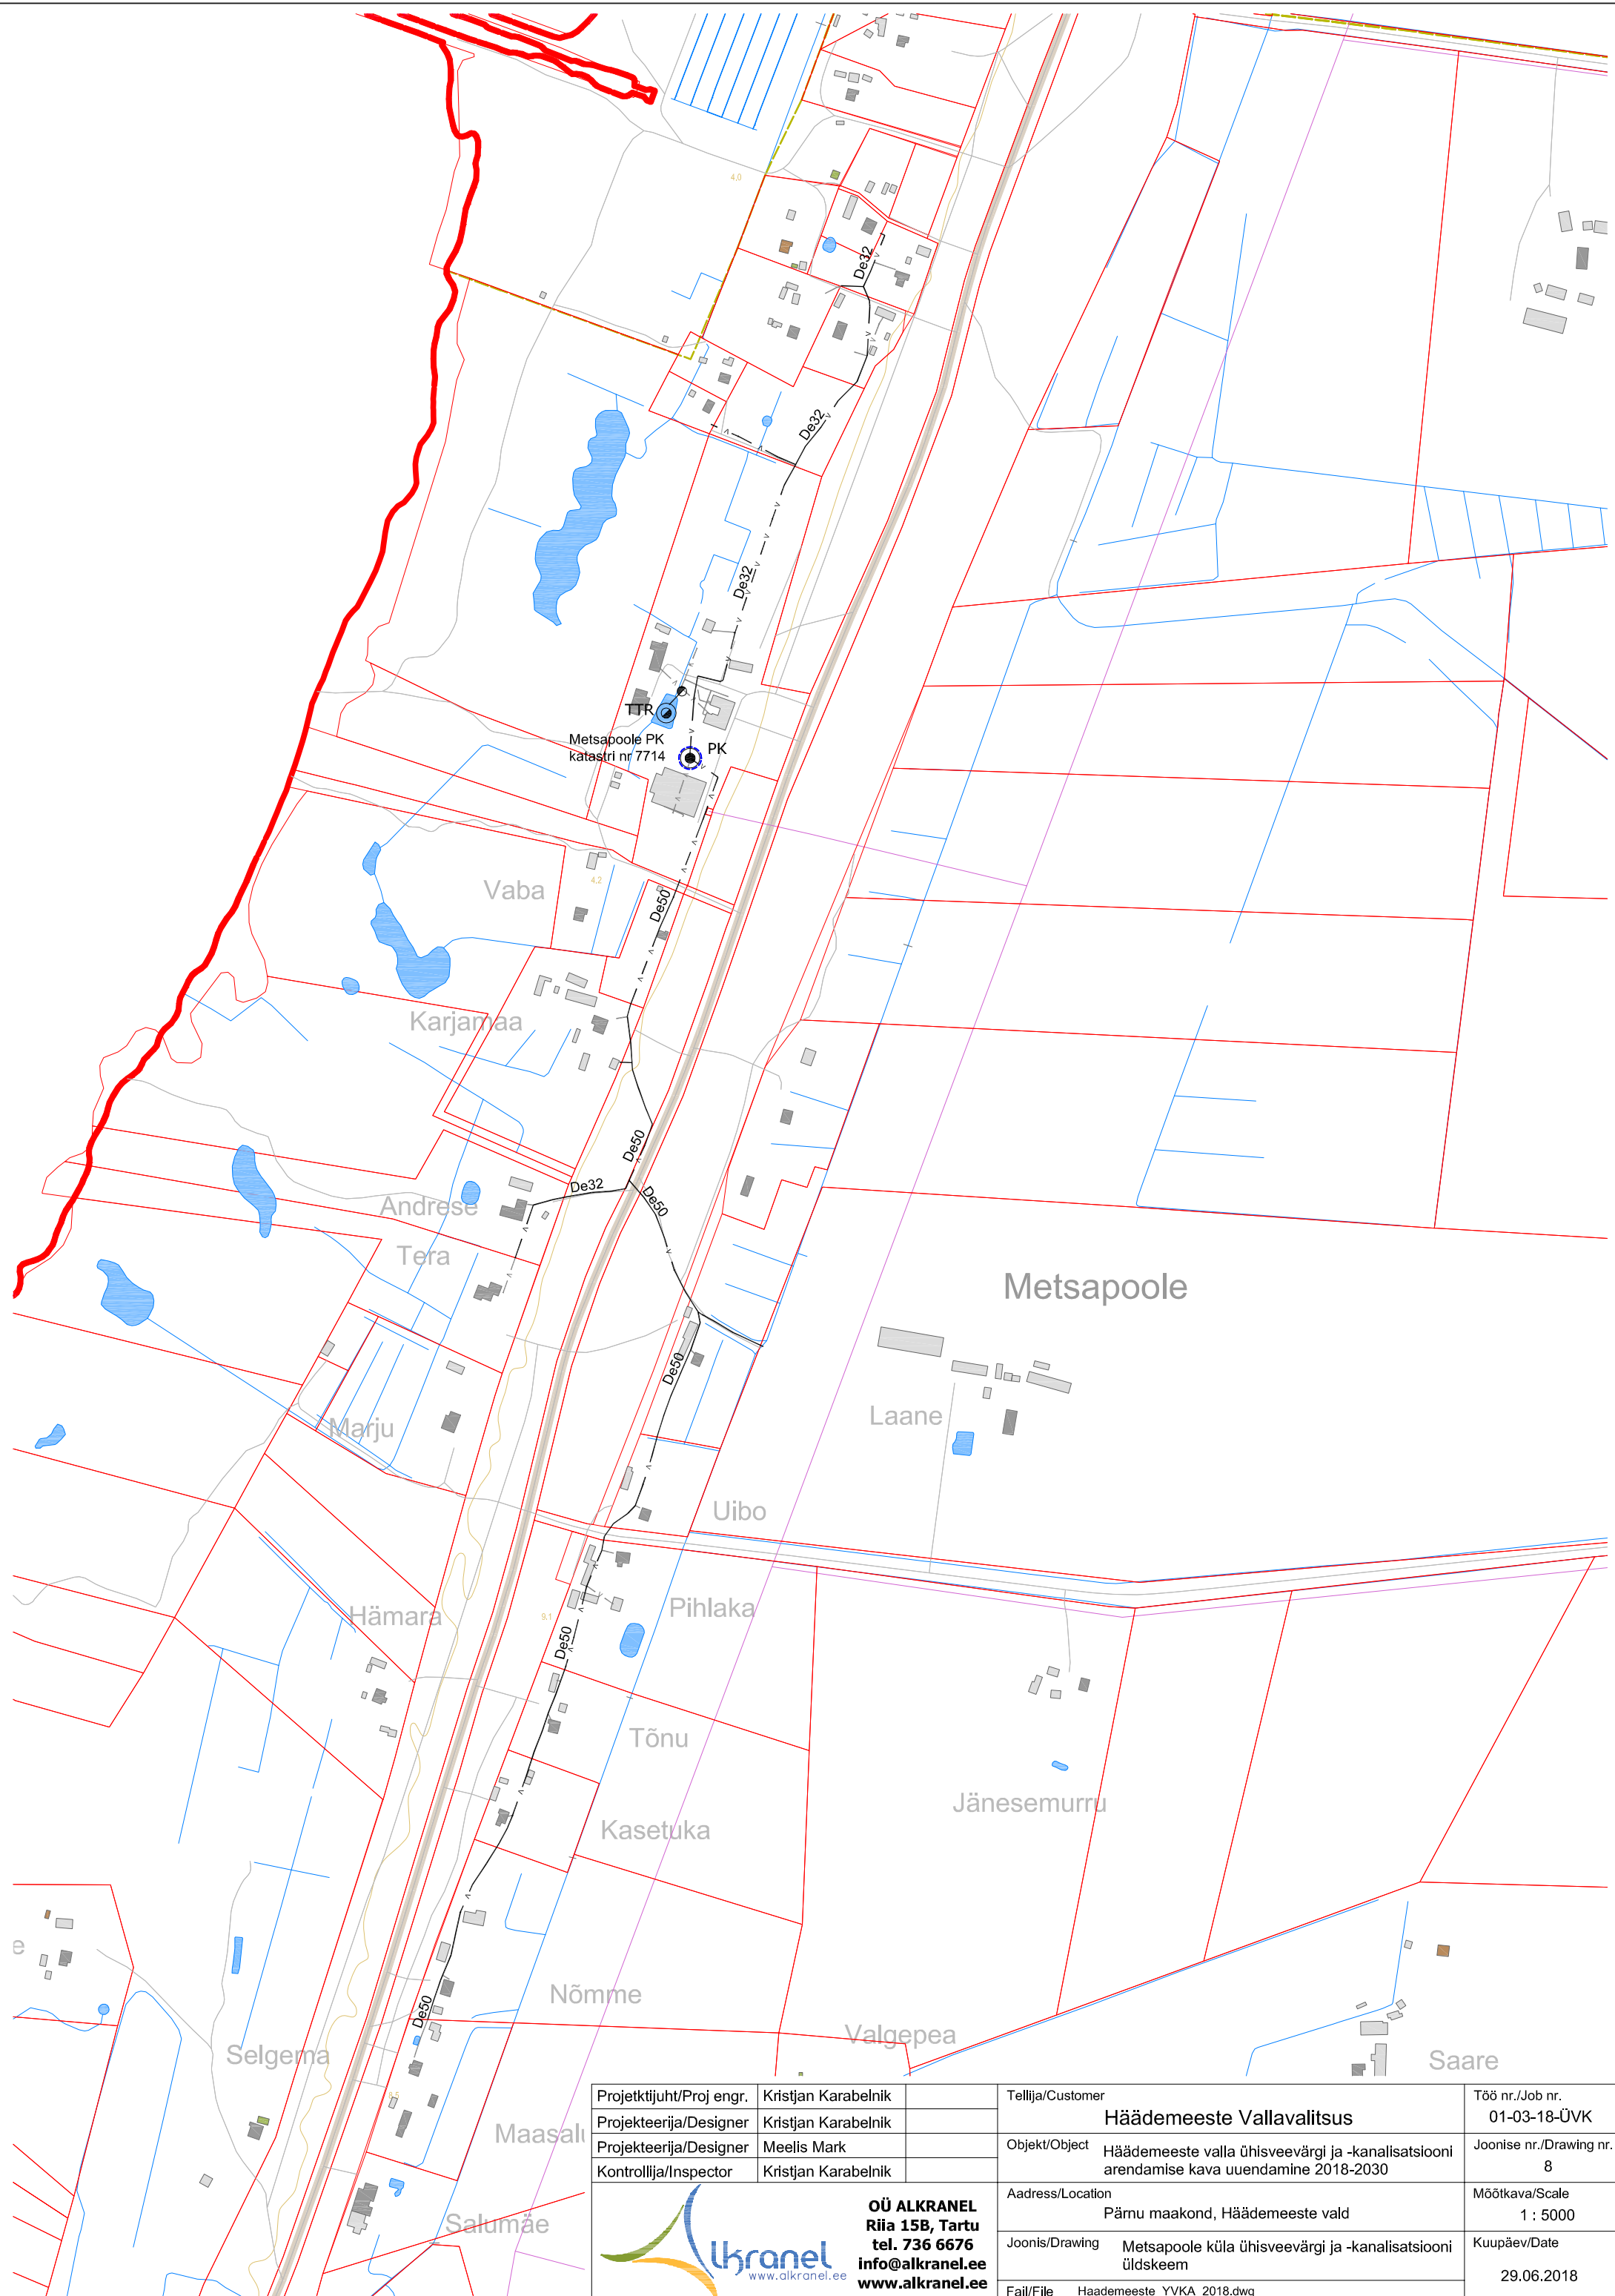 4,0
De32
De32
De32
TTR
Metsapoole PK
katastri nr 7714
PK
Vaba
4,2
De50
Karjamaa
De50
De32
De50
Andrese
Tera
Metsapoole
De50
Laane
Marju
Uibo
Pihlaka
Hämara
9,1
De50
Tõnu
Jänesemurru
Kasetuka
e
Nõmme
De50
Valgepea
Selgema
Saare
Maasalu
Salumäe
Projektijuht/Proj engr. Kristjan Karabelnik
Projekteerija/Designer Kristjan Karabelnik
Projekteerija/Designer Meelis Mark
Kontrollija/Inspector Kristjan Karabelnik
Tellija/Customer
Häädemeeste Vallavalitsus
Töö nr./Job nr.
01-03-18-ÜVK
Objekt/Object Häädemeeste valla ühisveevärgi ja -kanalisatsiooni
arendamise kava uuendamine 2018-2030
Joonise nr./Drawing nr.
8
Aadress/Location
Pärnu maakond, Häädemeeste vald
Mõõtkava/Scale
1 : 5000
Joonis/Drawing Metsapoole küla ühisveevärgi ja -kanalisatsiooni
üldskeem
Kuupäev/Date
29.06.2018
Fail/File Haademeeste_YVKA_2018.dwg
lkranel
www.alkranel.ee
OÜ ALKRANEL
Riia 15B, Tartu
tel. 736 6676
info@alkranel.ee
www.alkranel.ee